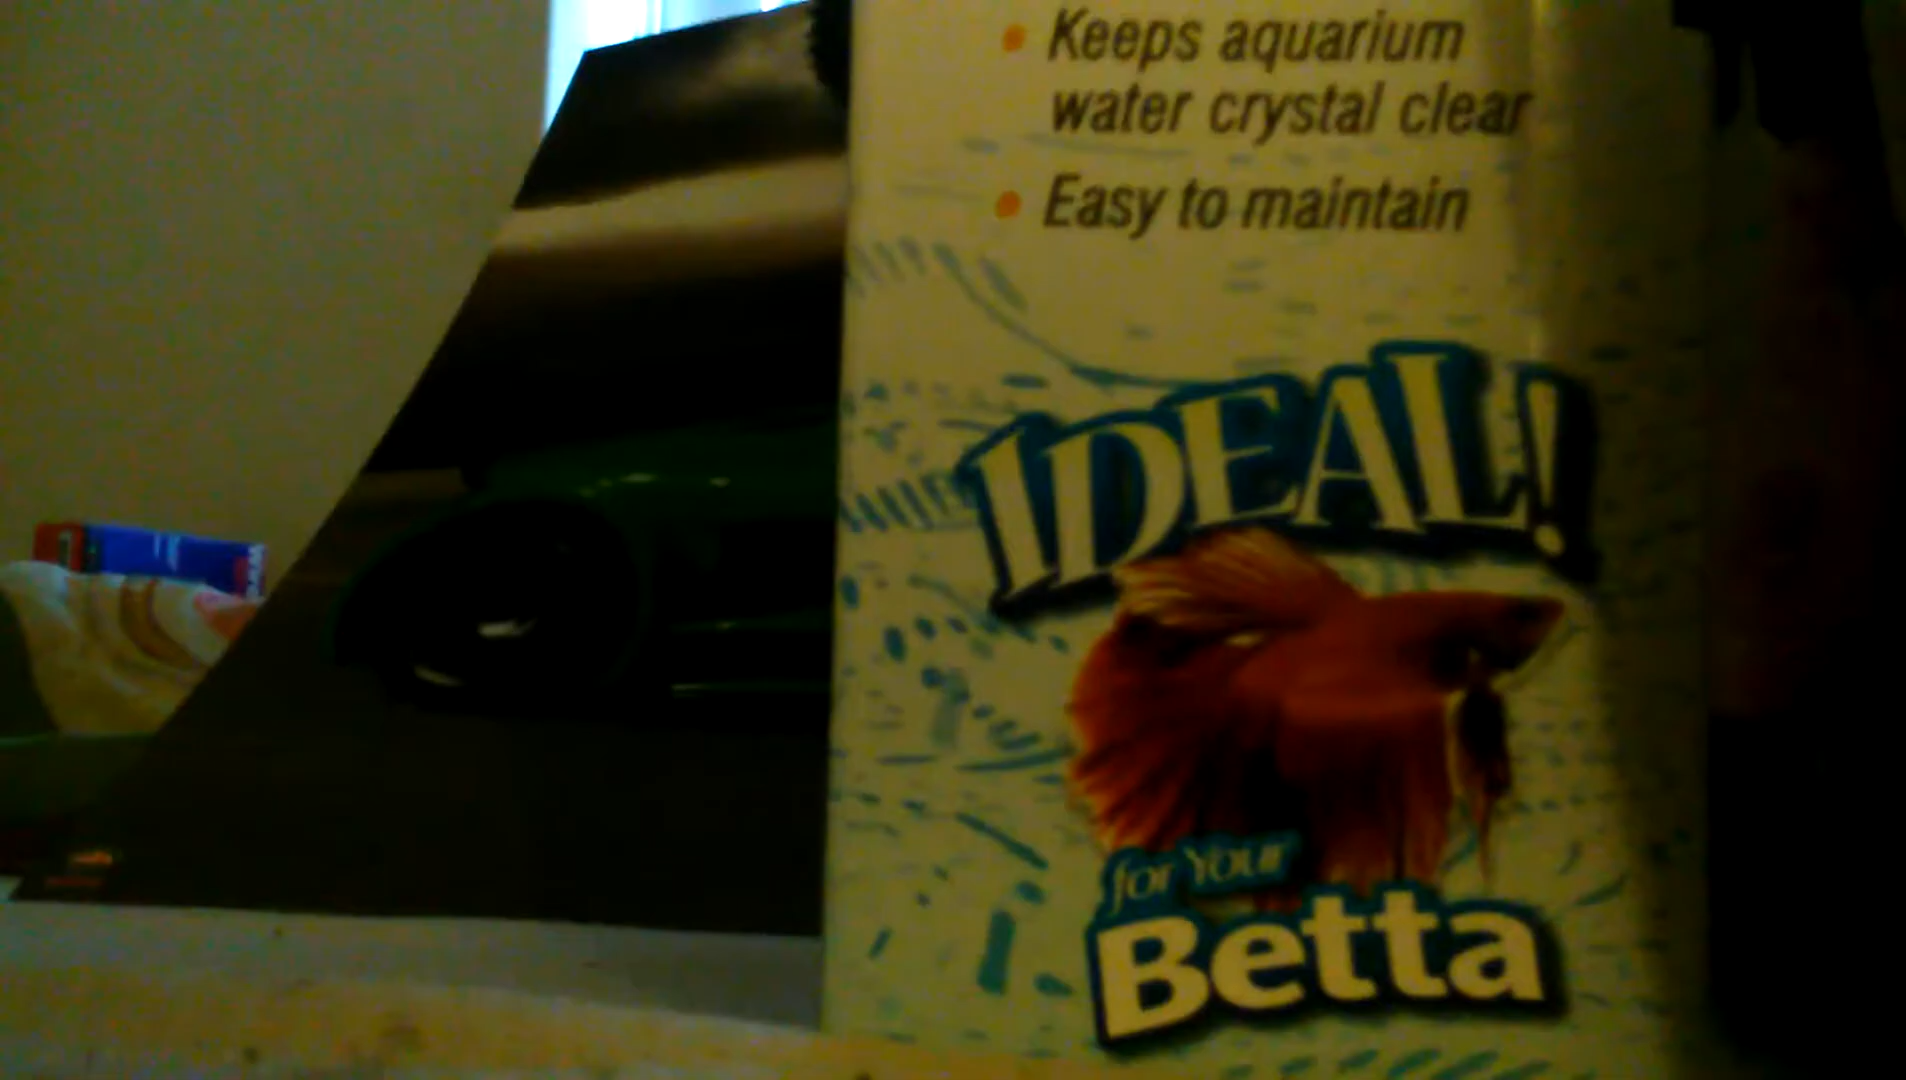 Keeps aquarium
water crystal clear
Easy to maintain
IDEAL!
for Your
Betta